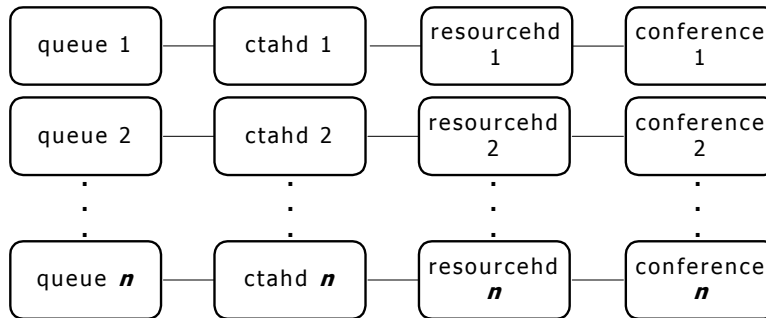 queue 1
ctahd 1
resourcehd
1
conference
1
queue 2
ctahd 2
resourcehd
2
conference
2
queue n
ctahd n
resourcehd
n
conference
n